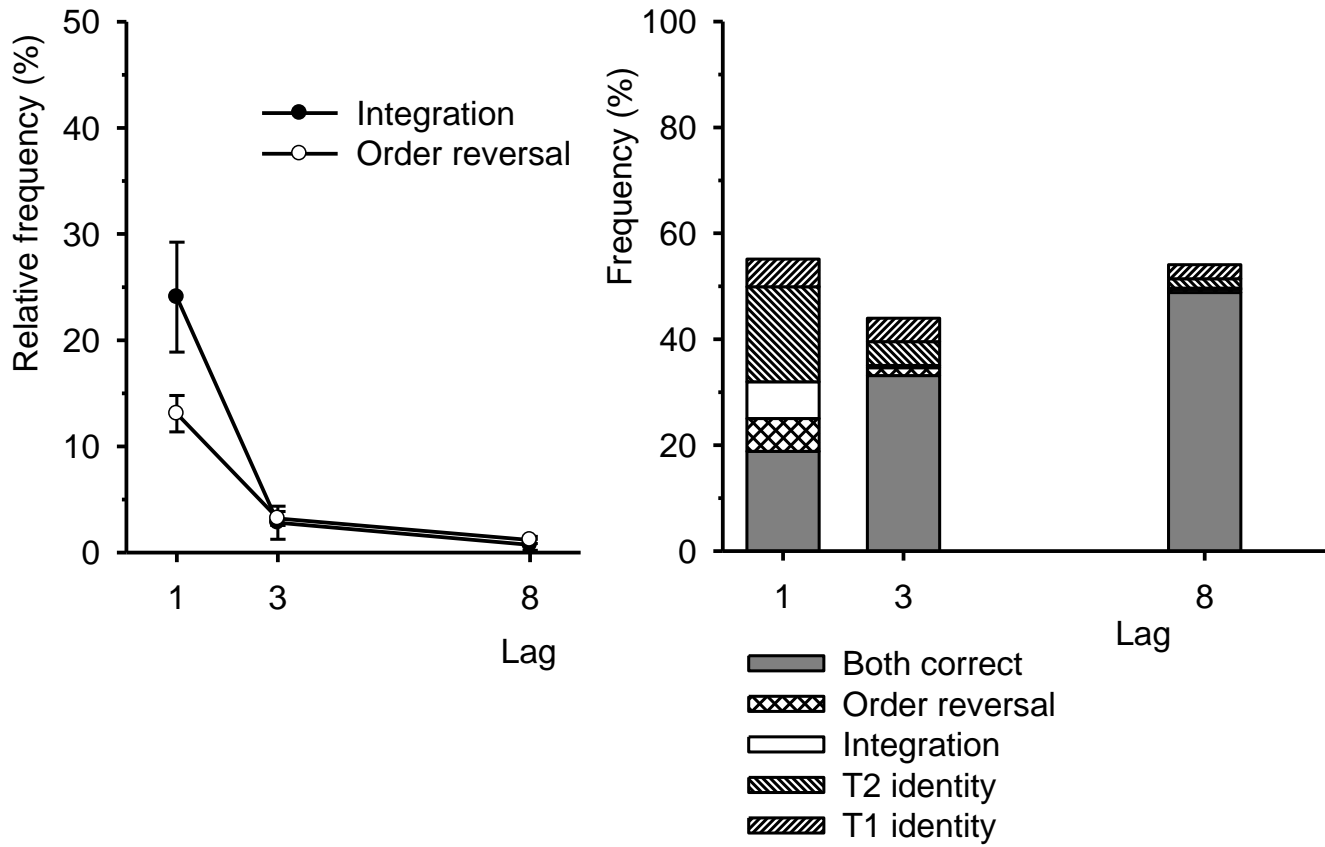 Relative frequency (%)
50
40
30
20
10
0
1
3
8
Lag
Integration
Order reversal
Frequency (%)
100
80
60
40
20
0
1
3
8
Lag
Both correct
Order reversal
Integration
T2 identity
T1 identity